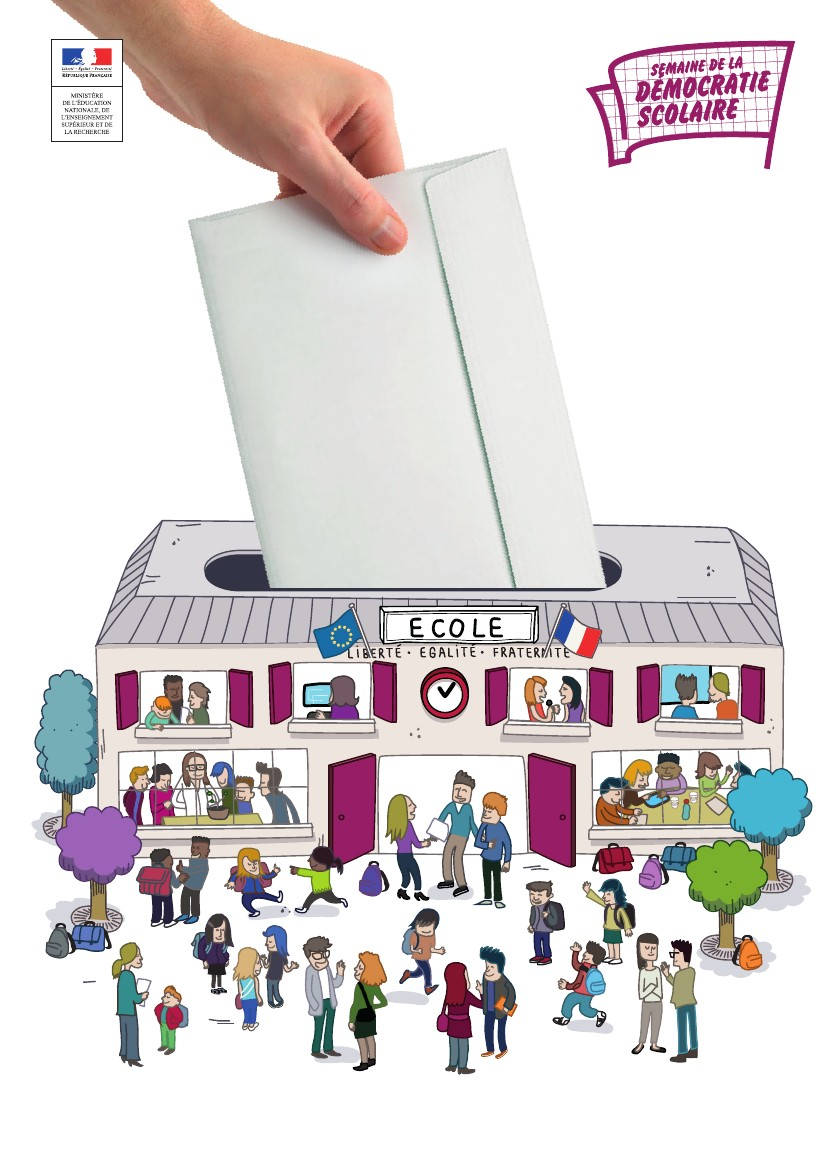 Liberté • Égalité • Fraternité
RÉPUBLIQUE FRANÇAISE
MINISTÈRE
DE L'ÉDUCATION
NATIONALE, DE
L'ENSEIGNEMENT
SUPÉRIEUR ET DE
LA RECHERCHE
SEMAINE DE LA
DÉMOCRATIE
SCOLAIRE
ECOLE
LIBERTÉ • EGALITÉ • FRATERNITE